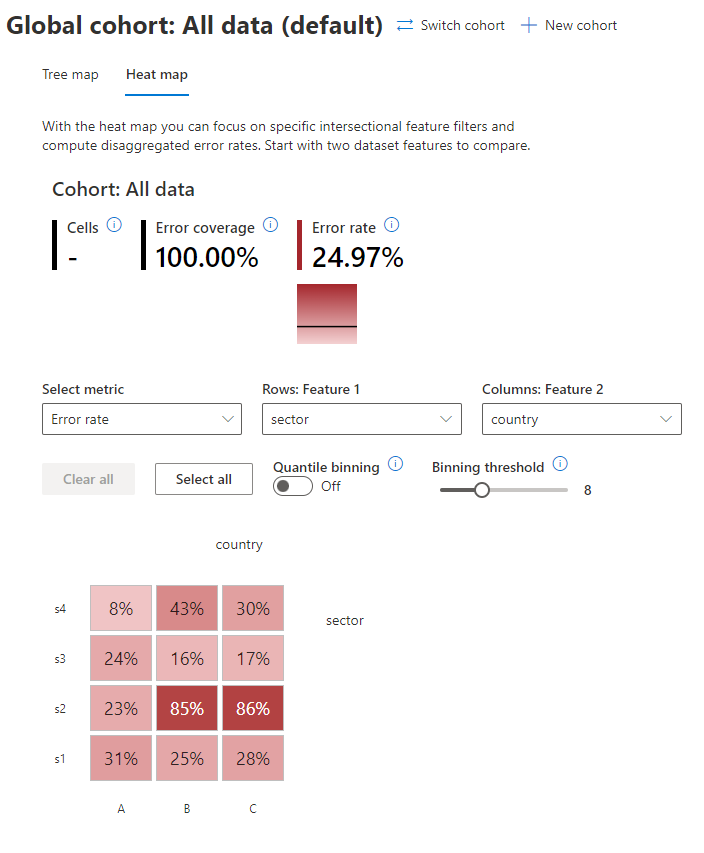 Global cohort: All data (default) Switch cohort New cohort
Tree map Heat map
With the heat map you can focus on specific intersectional feature filters and
compute disaggregated error rates. Start with two dataset features to compare.
Cohort: All data
Cells Error coverage Error rate
- 100.00% 24.97%
Select metric Rows: Feature 1 Columns: Feature 2
Error rate sector country
Clear all Select all Quantile binning Binning threshold
Off 8
country
s4 8% 43% 30%
sector
s3 24% 16% 17%
s2 23% 85% 86%
s1 31% 25% 28%
A B C